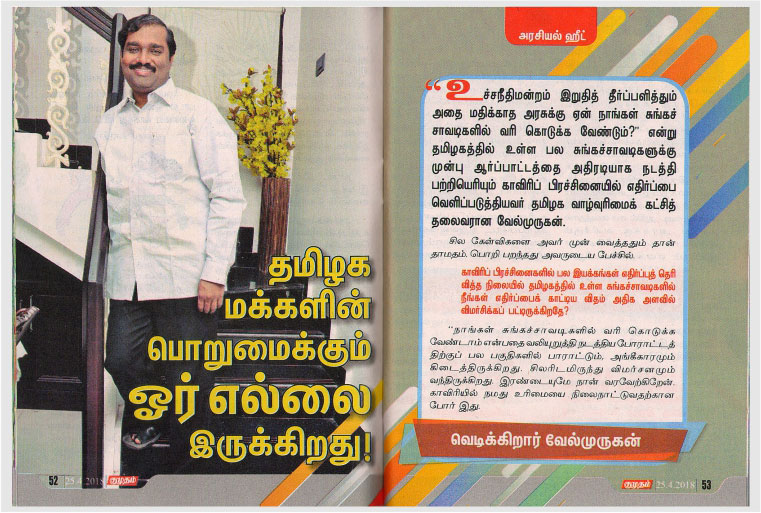 தமிழக
மக்களின்
பொறுமைக்கும்
ஓர் எல்லை
இருக்கிறது!
52 25.4.2018 குமுதம்
அரசியல் ஹீட்
“உச்சநீதிமன்றம் இறுதித் தீர்ப்பளித்தும்
அதை மதிக்காத அரசுக்கு ஏன் நாங்கள் சுங்கச்
சாவடிகளில் வரி கொடுக்க வேண்டும்?” என்று
தமிழகத்தில் உள்ள பல சுங்கச்சாவடிகளுக்கு
முன்பு ஆர்ப்பாட்டத்தை அதிரடியாக நடத்தி
பற்றியெரியும் காவிரிப் பிரச்சினையில் எதிர்ப்பை
வெளிப்படுத்தியவர் தமிழக வாழ்வுரிமைக் கட்சித்
தலைவரான வேல்முருகன்.
சில கேள்விகளை அவர் முன் வைத்ததும் தான்
தாமதம். பொறி பறந்தது அவருடைய பேச்சில்.
காவிரிப் பிரச்சினைகளில் பல இயக்கங்கள் எதிர்ப்புத் தெரி
வித்த நிலையில் தமிழகத்தில் உள்ள சுங்கச்சாவடிகளில்
நீங்கள் எதிர்ப்பைக் காட்டிய விதம் அதிக அளவில்
விமர்சிக்கப் பட்டிருக்கிறதே?
“நாங்கள் சுங்கச்சாவடிகளில் வரி கொடுக்க
வேண்டாம் என்பதை வலியுறுத்தி நடத்திய போராட்டத்
திற்குப் பல பகுதிகளில் பாராட்டும், அங்கீகாரமும்
கிடைத்திருக்கிறது. சிலரிடமிருந்து விமர்சனமும்
வந்திருக்கிறது. இரண்டையுமே நான் வரவேற்கிறேன்.
காவிரியில் நமது உரிமையை நிலைநாட்டுவதற்கான
போர் இது.
வெடிக்கிறார் வேல்முருகன்
குமுதம் 25.4.2018 53